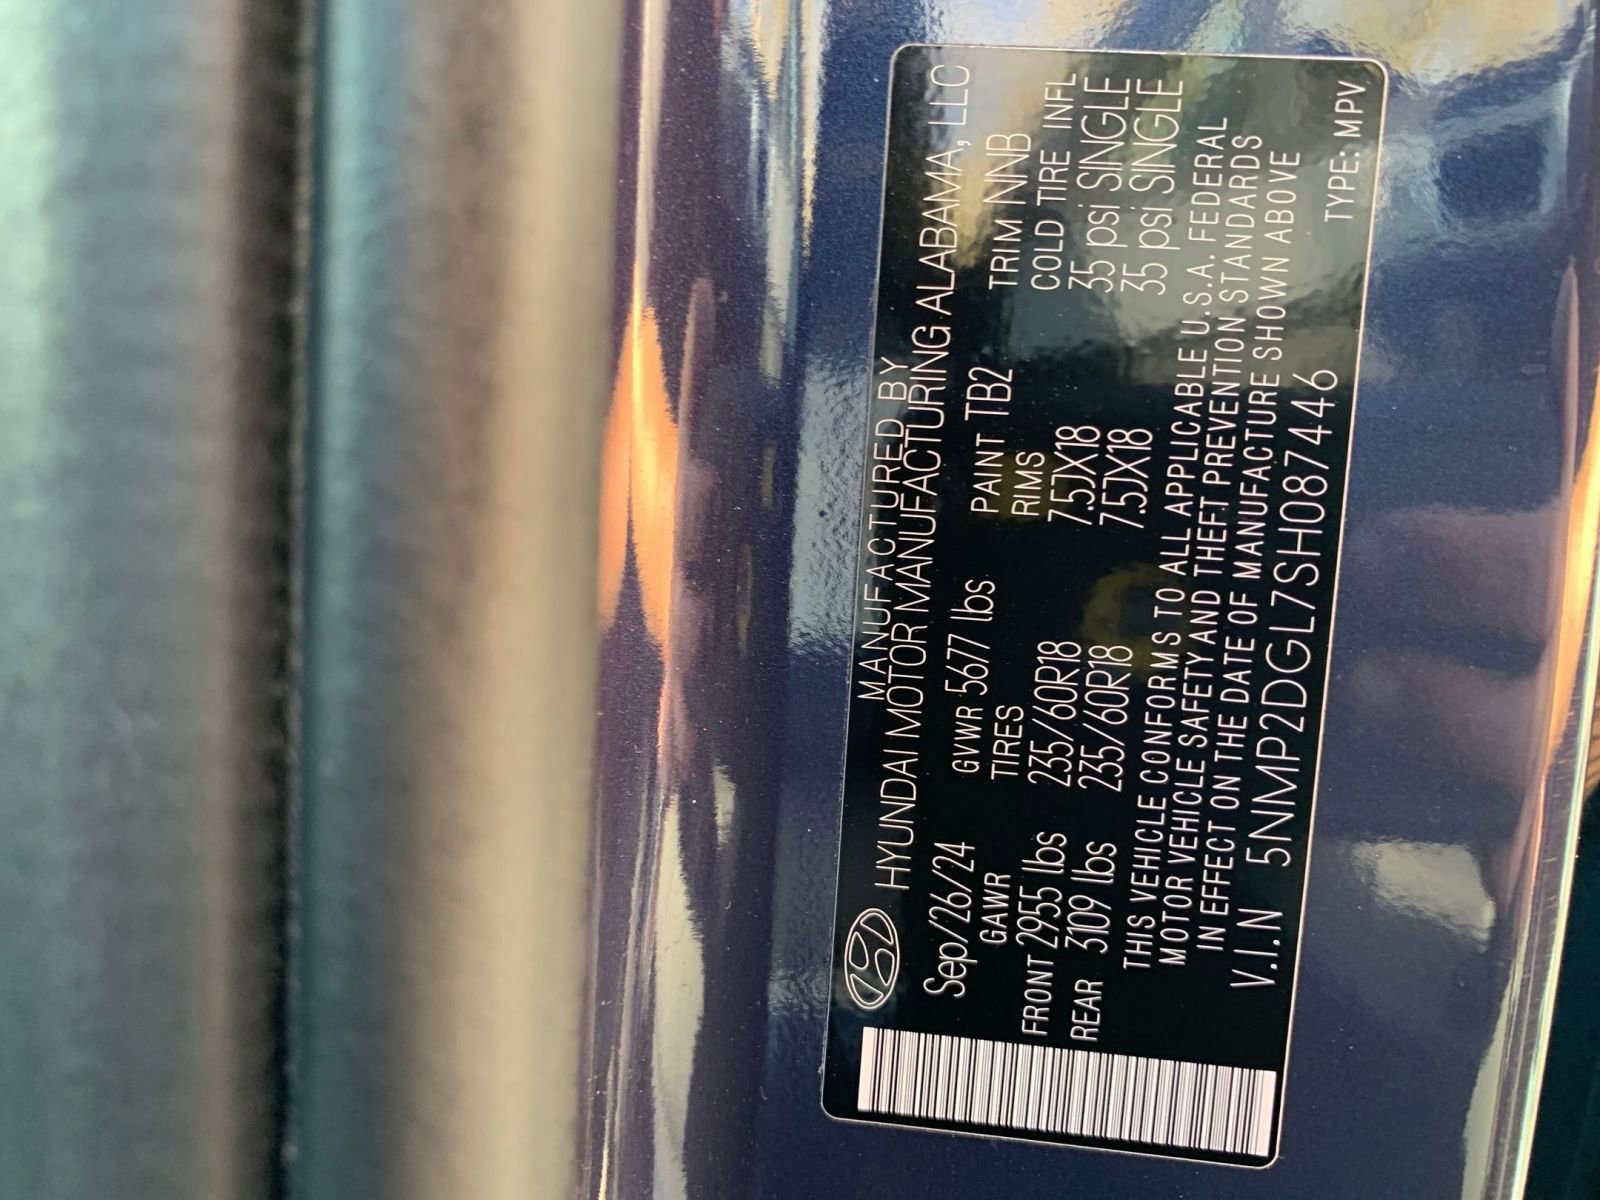 MANUFACTURED BY
HYUNDAI MOTOR MANUFACTURING ALABAMA, LLC
Sep/26/24 GVWR 5677 lbs PAINT TB2 TRIM NNB
GAWR TIRES RIMS COLD TIRE INFL
FRONT 2955 lbs 235/60R18 7.5JX18 35 psi SINGLE
REAR 3109 lbs 235/60R18 7.5JX18 35 psi SINGLE
35 psi SINGLE
THIS VEHICLE CONFORMS TO ALL APPLICABLE U.S.A. FEDERAL
MOTOR VEHICLE SAFETY AND THEFT PREVENTION STANDARDS
IN EFFECT ON THE DATE OF MANUFACTURE SHOWN ABOVE
V.I.N 5NMP2DGL7SH087446 TYPE: MPV